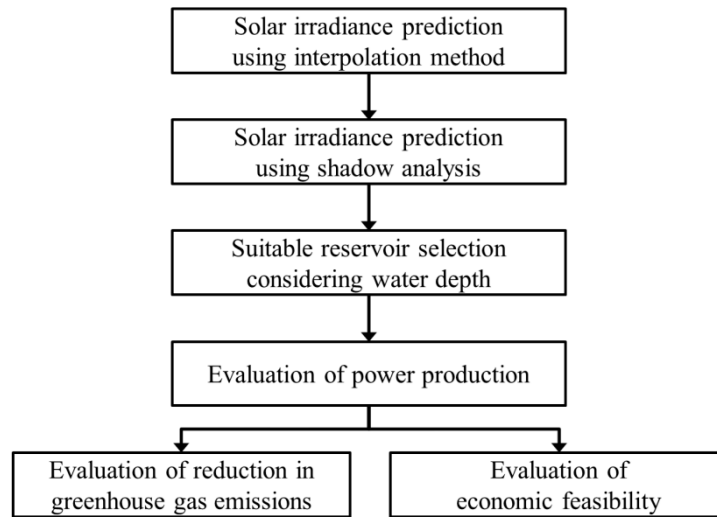 Solar irradiance prediction
using interpolation method
Solar irradiance prediction
using shadow analysis
Suitable reservoir selection
considering water depth
Evaluation of power production
Evaluation of reduction in
greenhouse gas emissions
Evaluation of
economic feasibility